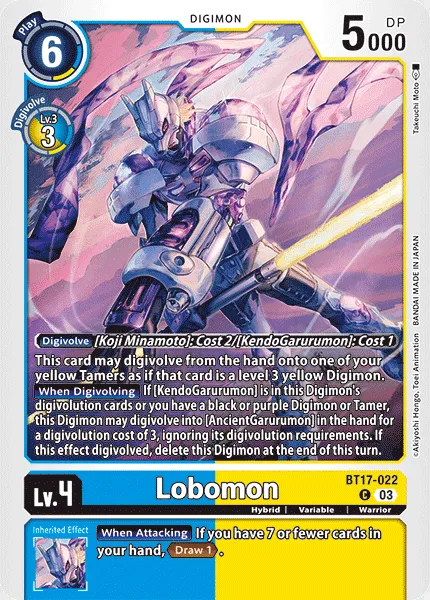 DIGIMON
Play
6
DP
5000
Takeuchi Moto
Digivolve
Lv.3
3
Digivolve [Koji Minamoto]: Cost 2/[KendoGarurumon]: Cost 1
This card may digivolve from the hand onto one of your
yellow Tamers as if that card is a level 3 yellow Digimon.
When Digivolving If [KendoGarurumon] is in this Digimon's
digivolution cards or you have a black or purple Digimon or Tamer,
this Digimon may digivolve into [AncientGarurumon] in the hand for
a digivolution cost of 3, ignoring its digivolution requirements. If
this effect digivolved, delete this Digimon at the end of this turn.
©Akiyoshi Hongo, Toei Animation BANDAI MADE IN JAPAN
Lv.4
Lobomon
BT17-022
C 03
Hybrid | Variable | Warrior
Inherited Effect
When Attacking If you have 7 or fewer cards in
your hand, Draw 1.